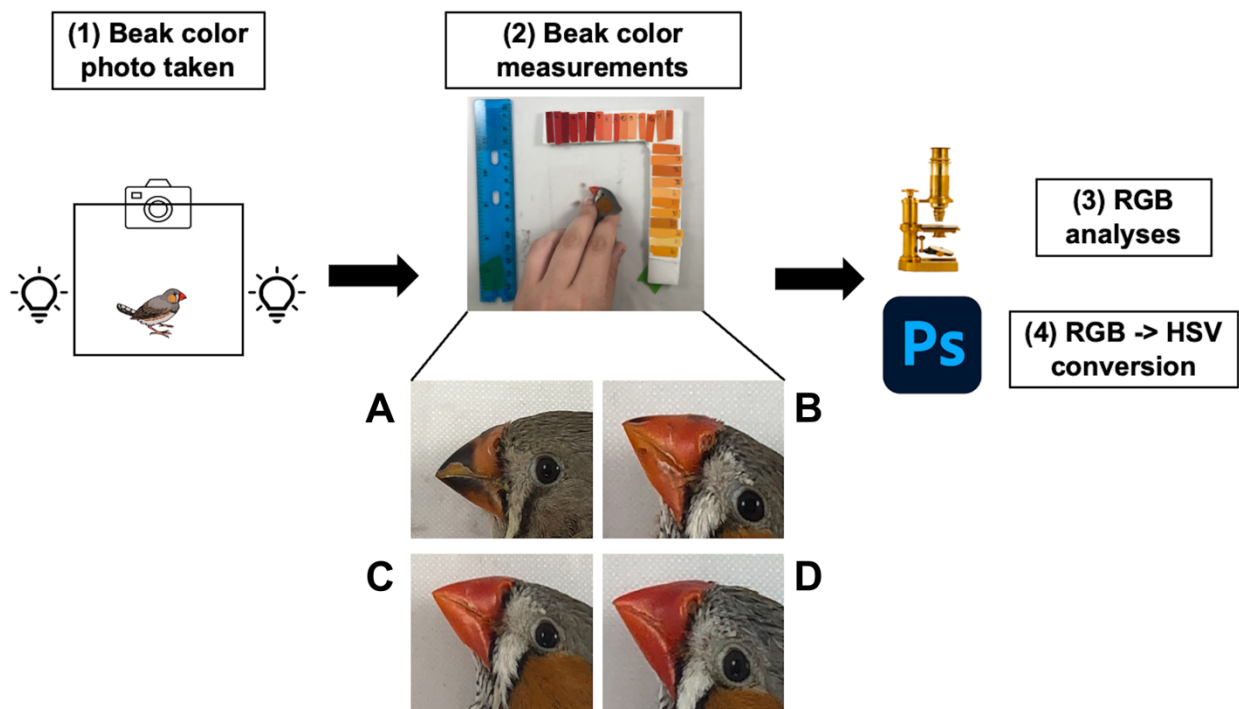 (1) Beak color
photo taken
(2) Beak color
measurements
(3) RGB
analyses
Ps
(4) RGB -> HSV
conversion
A
B
C
D